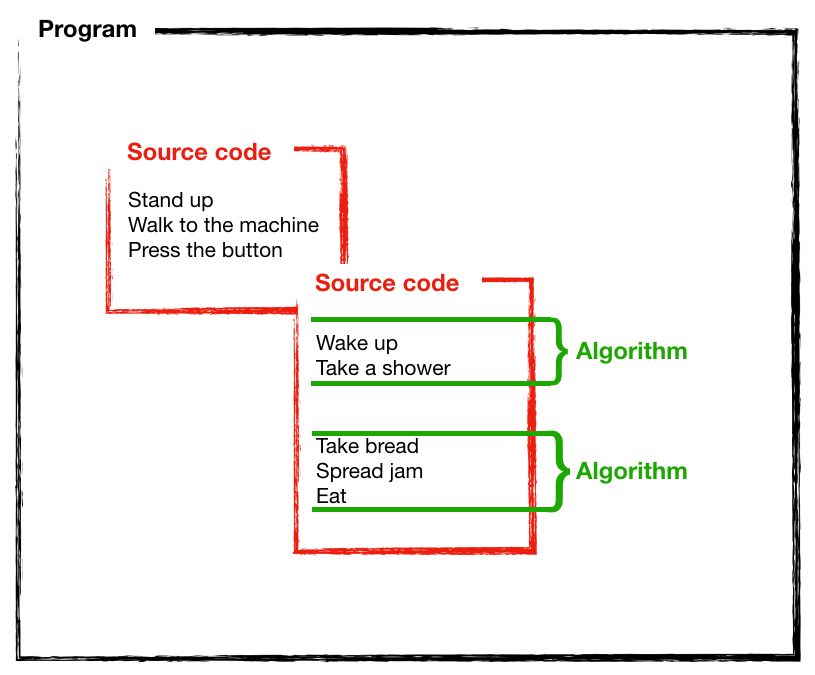 Program
Source code
Stand up
Walk to the machine
Press the button
Source code
Wake up
Take a shower
Algorithm
Take bread
Spread jam
Eat
Algorithm